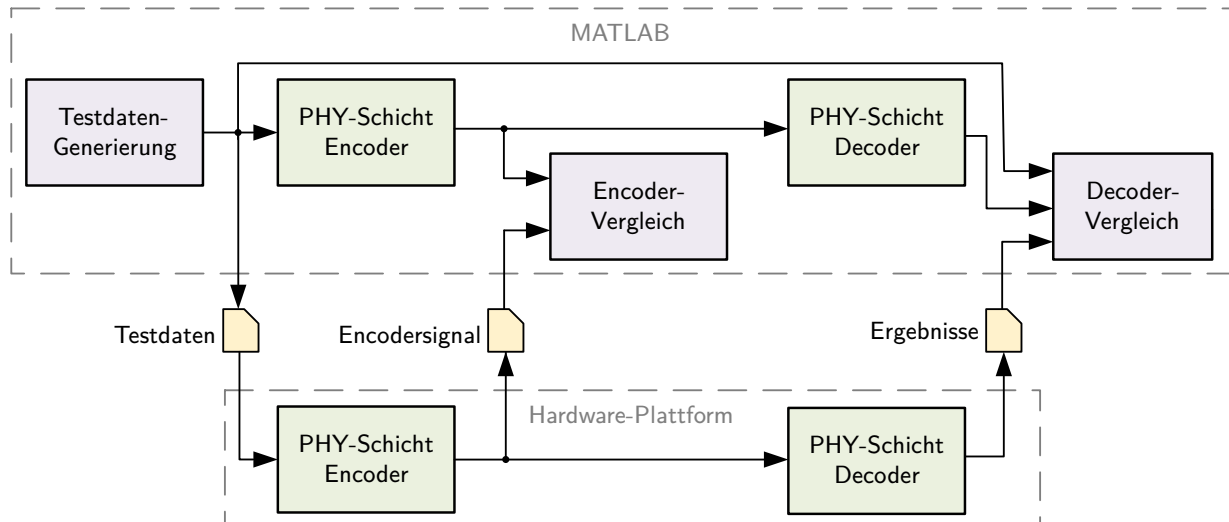 MATLAB
Testdaten-
Generierung
PHY-Schicht
Encoder
PHY-Schicht
Decoder
Encoder-
Vergleich
Decoder-
Vergleich
Testdaten
Encodersignal
Ergebnisse
Hardware-Plattform
PHY-Schicht
Encoder
PHY-Schicht
Decoder